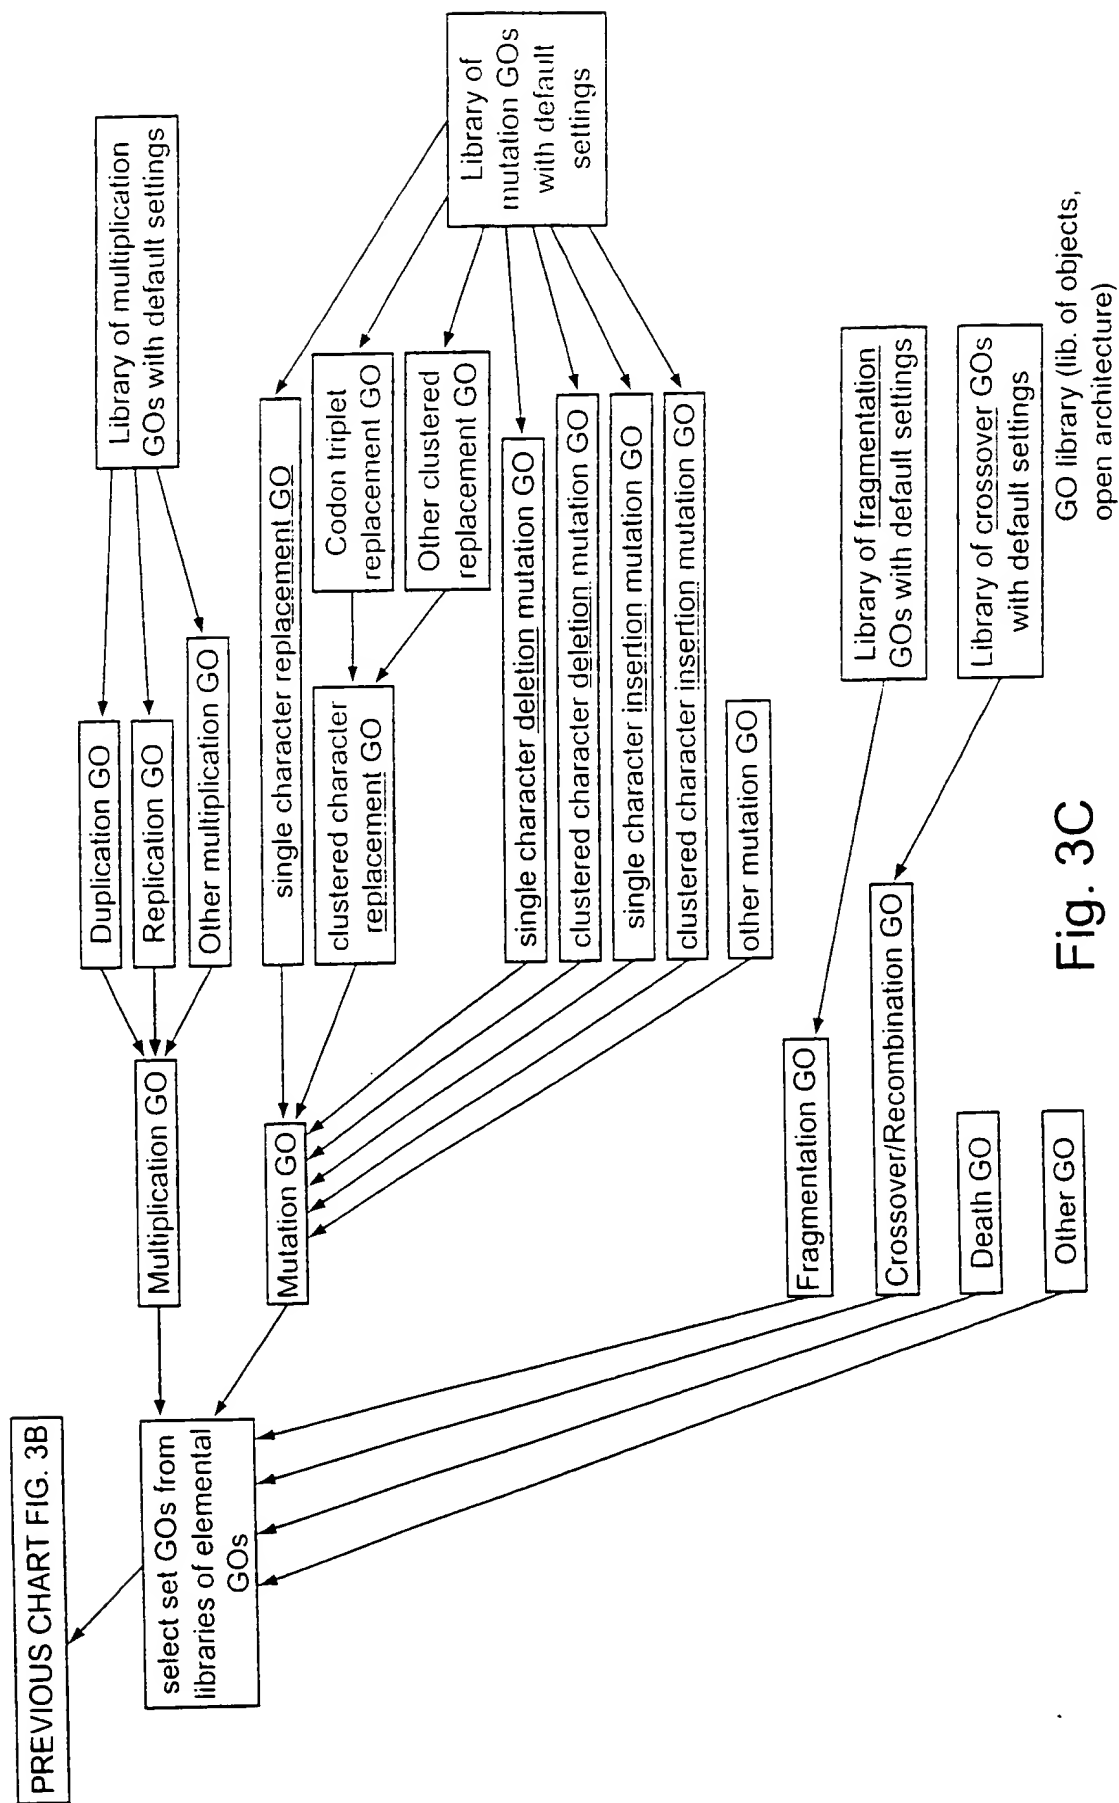 PREVIOUS CHART FIG. 3B
select set GOs from
libraries of elemental
GOs
Multiplication GO
Duplication GO
Replication GO
Other multiplication GO
Library of multiplication
GOs with default settings
Mutation GO
single character replacement GO
clustered character
replacement GO
Codon triplet
replacement GO
Other clustered
replacement GO
single character deletion mutation GO
clustered character deletion mutation GO
single character insertion mutation GO
clustered character insertion mutation GO
other mutation GO
Library of
mutation GOs
with default
settings
Fragmentation GO
Library of fragmentation
GOs with default settings
Crossover/Recombination GO
Library of crossover GOs
with default settings
Death GO
Other GO
GO library (lib. of objects,
open architecture)
Fig. 3C